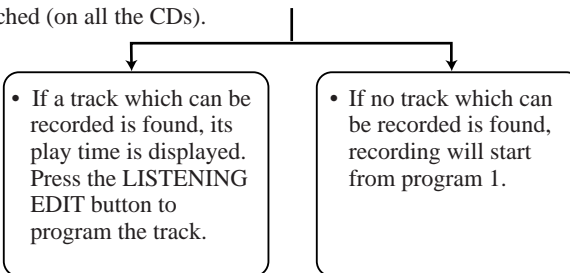 ched (on all the CDs).
• If a track which can be
recorded is found, its
play time is displayed.
Press the LISTENING
EDIT button to
program the track.
• If no track which can
be recorded is found,
recording will start
from program 1.